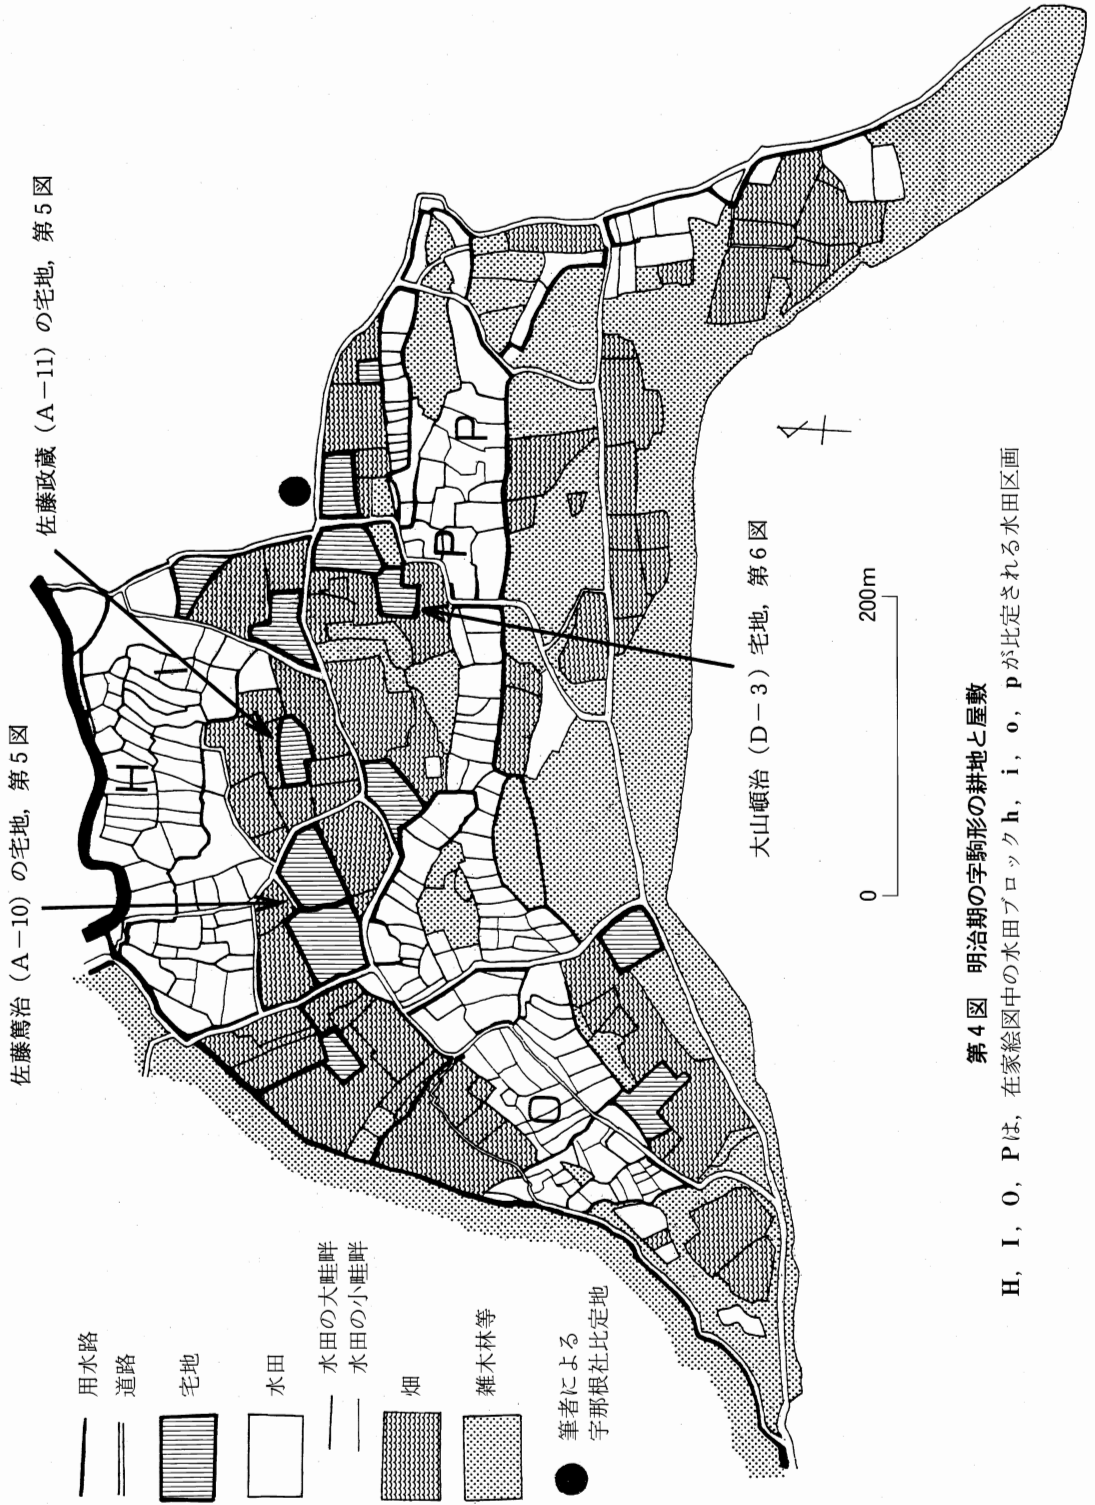 佐藤篤治（A－10）の宅地，第5図
佐藤政蔵（A－11）の宅地，第5図
H
I
P
P
O
大山頓治（D－3）宅地，第6図
0
200m
用水路
道路
宅地
水田
水田の大畦畔
水田の小畦畔
畑
雑木林等
筆者による
宇那根社比定地
第4図　明治期の字駒形の耕地と屋敷
H，I，O，Pは，在家絵図中の水田ブロックh，i，o，pが比定される水田区画